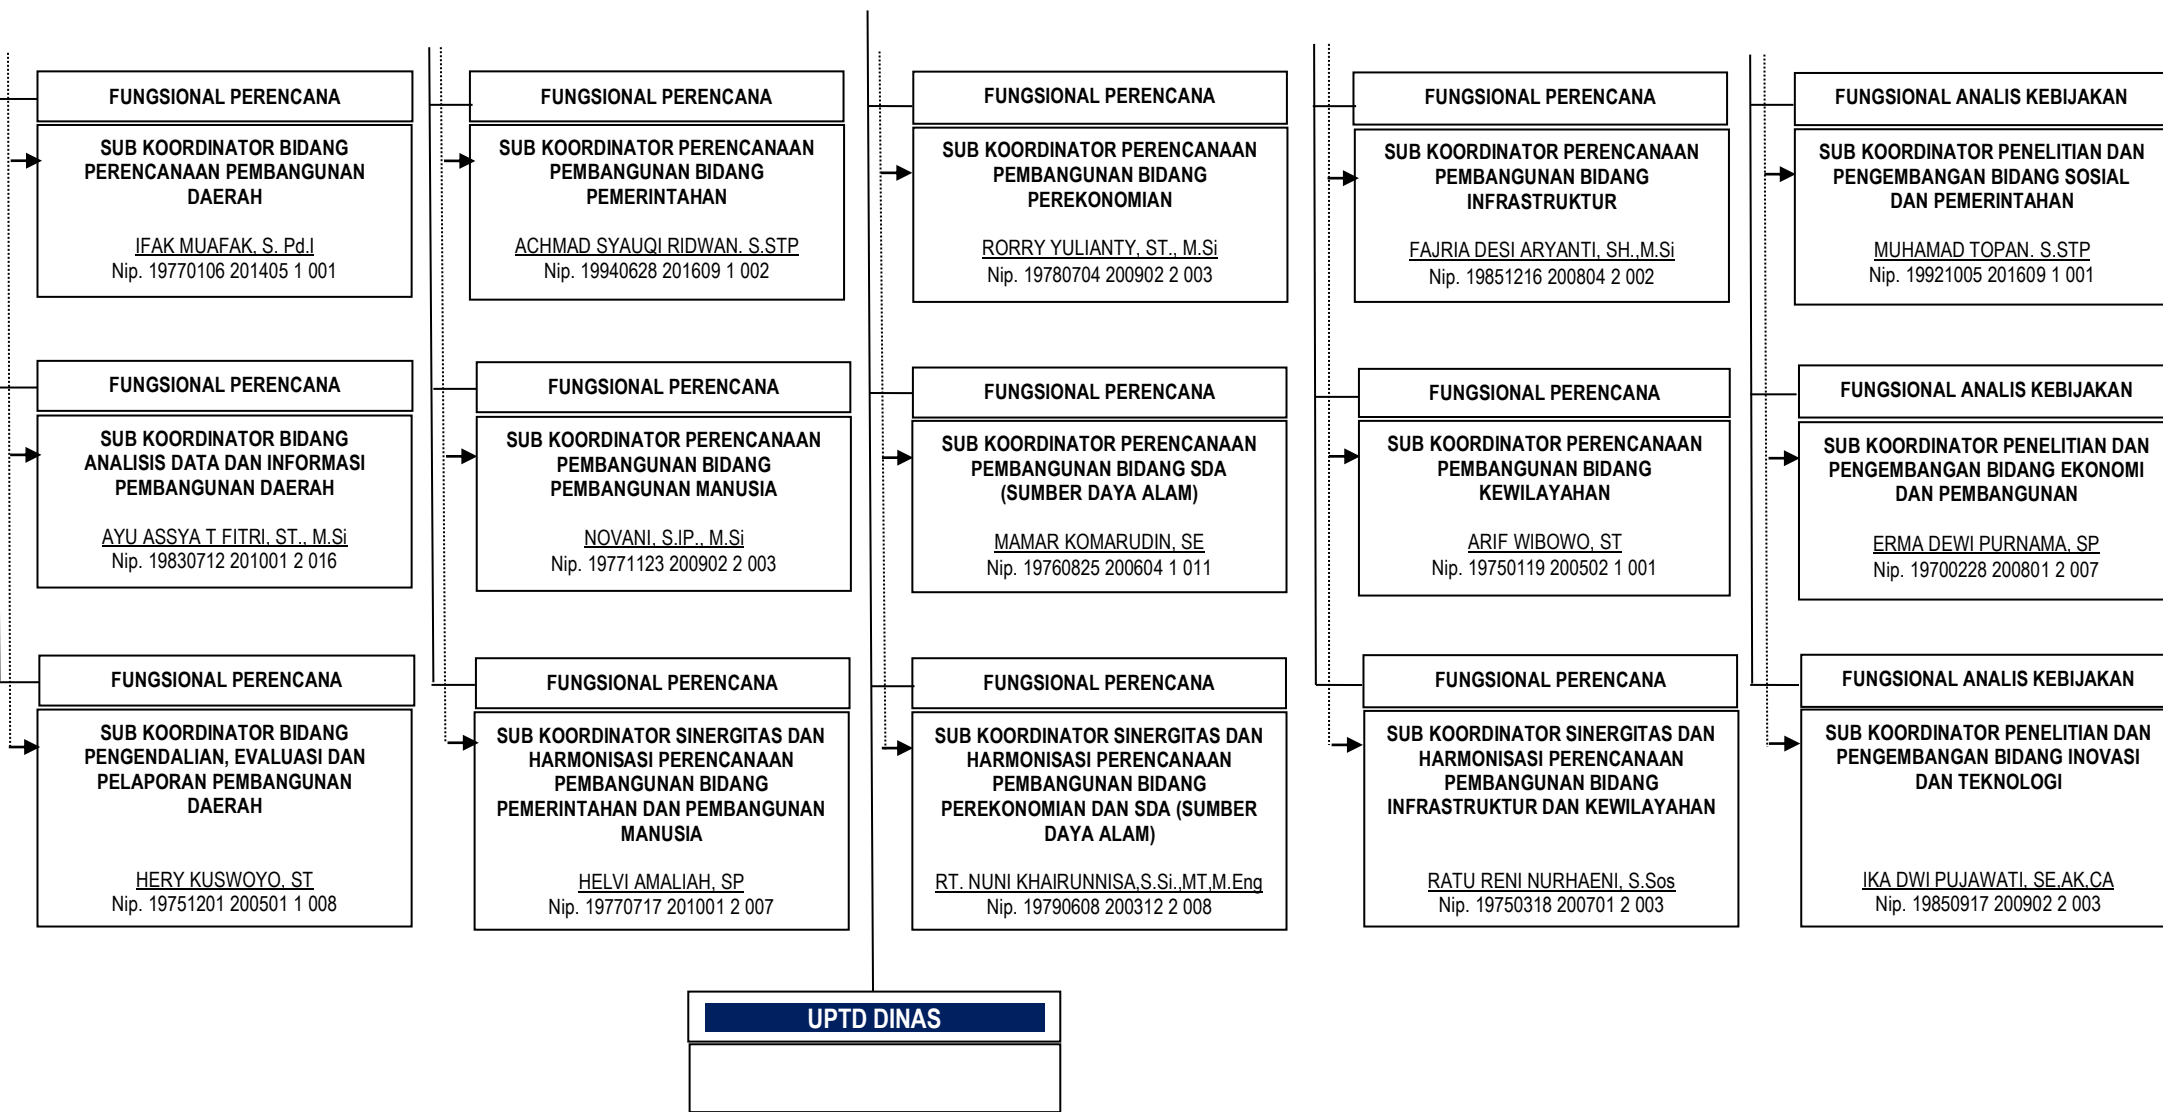 FUNGSIONAL PERENCANA
SUB KOORDINATOR BIDANG
PERENCANAAN PEMBANGUNAN
DAERAH
IFAK MUAFAK, S. Pd.I
Nip. 19770106 201405 1 001
FUNGSIONAL PERENCANA
SUB KOORDINATOR PERENCANAAN
PEMBANGUNAN BIDANG
PEMERINTAHAN
ACHMAD SYAUQI RIDWAN. S.STP
Nip. 19940628 201609 1 002
FUNGSIONAL PERENCANA
SUB KOORDINATOR PERENCANAAN
PEMBANGUNAN BIDANG
PEREKONOMIAN
RORRY YULIANTY, ST., M.Si
Nip. 19780704 200902 2 003
FUNGSIONAL PERENCANA
SUB KOORDINATOR PERENCANAAN
PEMBANGUNAN BIDANG
INFRASTRUKTUR
FAJRIA DESI ARYANTI, SH.,M.Si
Nip. 19851216 200804 2 002
FUNGSIONAL ANALIS KEBIJAKAN
SUB KOORDINATOR PENELITIAN DAN
PENGEMBANGAN BIDANG SOSIAL
DAN PEMERINTAHAN
MUHAMAD TOPAN. S.STP
Nip. 19921005 201609 1 001
FUNGSIONAL PERENCANA
SUB KOORDINATOR BIDANG
ANALISIS DATA DAN INFORMASI
PEMBANGUNAN DAERAH
AYU ASSYA T FITRI, ST., M.Si
Nip. 19830712 201001 2 016
FUNGSIONAL PERENCANA
SUB KOORDINATOR PERENCANAAN
PEMBANGUNAN BIDANG
PEMBANGUNAN MANUSIA
NOVANI, S.IP., M.Si
Nip. 19771123 200902 2 003
FUNGSIONAL PERENCANA
SUB KOORDINATOR PERENCANAAN
PEMBANGUNAN BIDANG SDA
(SUMBER DAYA ALAM)
MAMAR KOMARUDIN, SE
Nip. 19760825 200604 1 011
FUNGSIONAL PERENCANA
SUB KOORDINATOR PERENCANAAN
PEMBANGUNAN BIDANG
KEWILAYAHAN
ARIF WIBOWO, ST
Nip. 19750119 200502 1 001
FUNGSIONAL ANALIS KEBIJAKAN
SUB KOORDINATOR PENELITIAN DAN
PENGEMBANGAN BIDANG EKONOMI
DAN PEMBANGUNAN
ERMA DEWI PURNAMA, SP
Nip. 19700228 200801 2 007
FUNGSIONAL PERENCANA
SUB KOORDINATOR BIDANG
PENGENDALIAN, EVALUASI DAN
PELAPORAN PEMBANGUNAN
DAERAH
HERY KUSWOYO, ST
Nip. 19751201 200501 1 008
FUNGSIONAL PERENCANA
SUB KOORDINATOR SINERGITAS DAN
HARMONISASI PERENCANAAN
PEMBANGUNAN BIDANG
PEMERINTAHAN DAN PEMBANGUNAN
MANUSIA
HELVI AMALIAH, SP
Nip. 19770717 201001 2 007
FUNGSIONAL PERENCANA
SUB KOORDINATOR SINERGITAS DAN
HARMONISASI PERENCANAAN
PEMBANGUNAN BIDANG
PEREKONOMIAN DAN SDA (SUMBER
DAYA ALAM)
RT. NUNI KHAIRUNNISA,S.Si.,MT,M.Eng
Nip. 19790608 200312 2 008
FUNGSIONAL PERENCANA
SUB KOORDINATOR SINERGITAS DAN
HARMONISASI PERENCANAAN
PEMBANGUNAN BIDANG
INFRASTRUKTUR DAN KEWILAYAHAN
RATU RENI NURHAENI, S.Sos
Nip. 19750318 200701 2 003
FUNGSIONAL ANALIS KEBIJAKAN
SUB KOORDINATOR PENELITIAN DAN
PENGEMBANGAN BIDANG INOVASI
DAN TEKNOLOGI
IKA DWI PUJAWATI, SE,AK,CA
Nip. 19850917 200902 2 003
UPTD DINAS